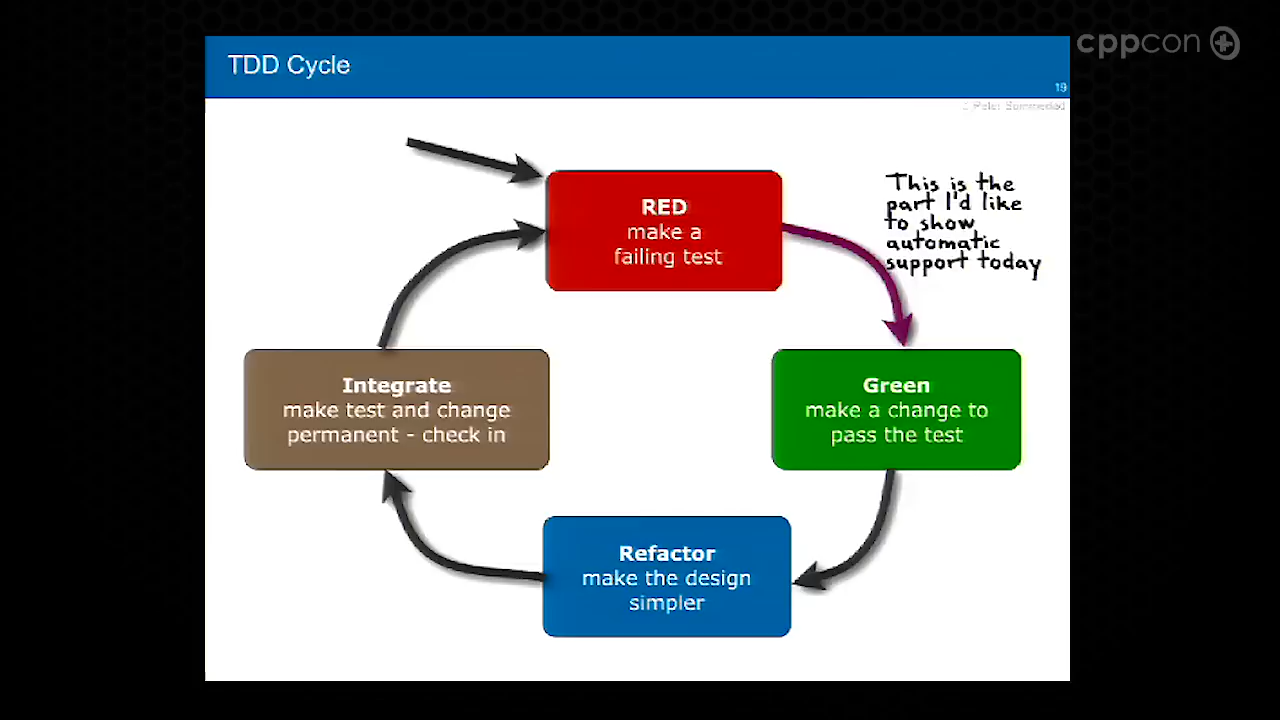 cppcon
TDD Cycle
19
Peter Sommerlad
RED
make a
failing test
This is the
part I'd like
to show
automatic
support today
Integrate
make test and change
permanent - check in
Green
make a change to
pass the test
Refactor
make the design
simpler